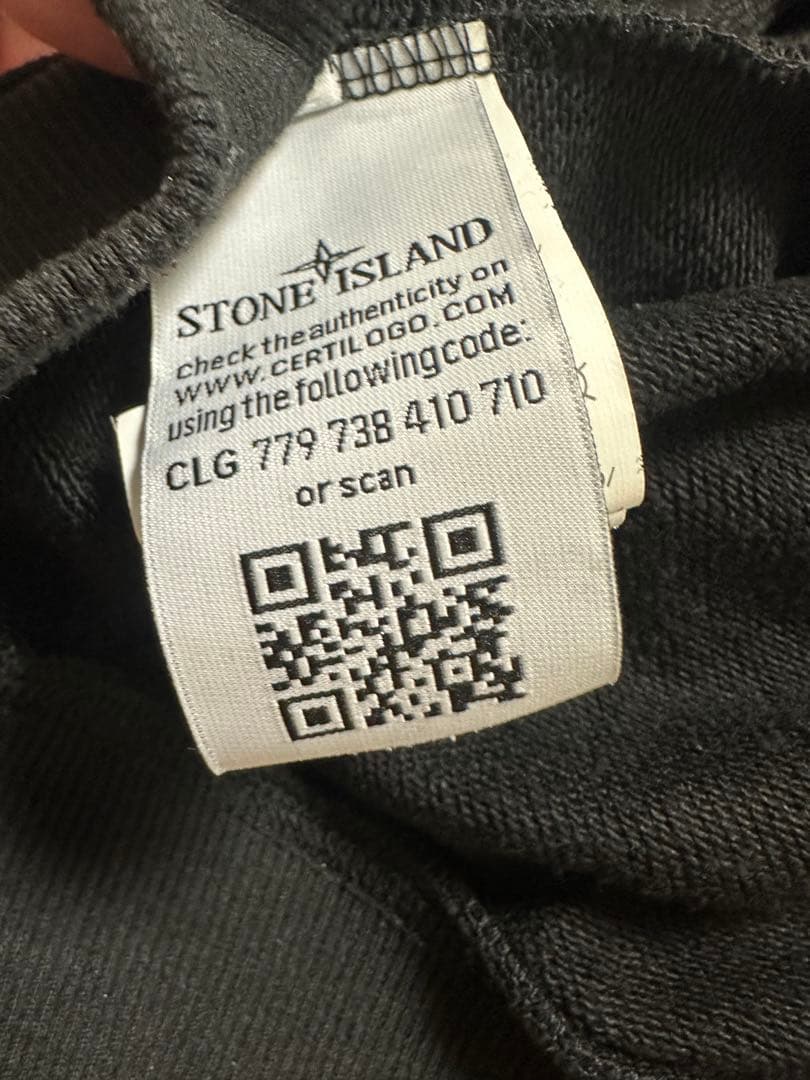 STONE ISLAND
check the authenticity on
WWW.CERTILOGO.COM
using the following code:
CLG 779 738 410 710
or scan